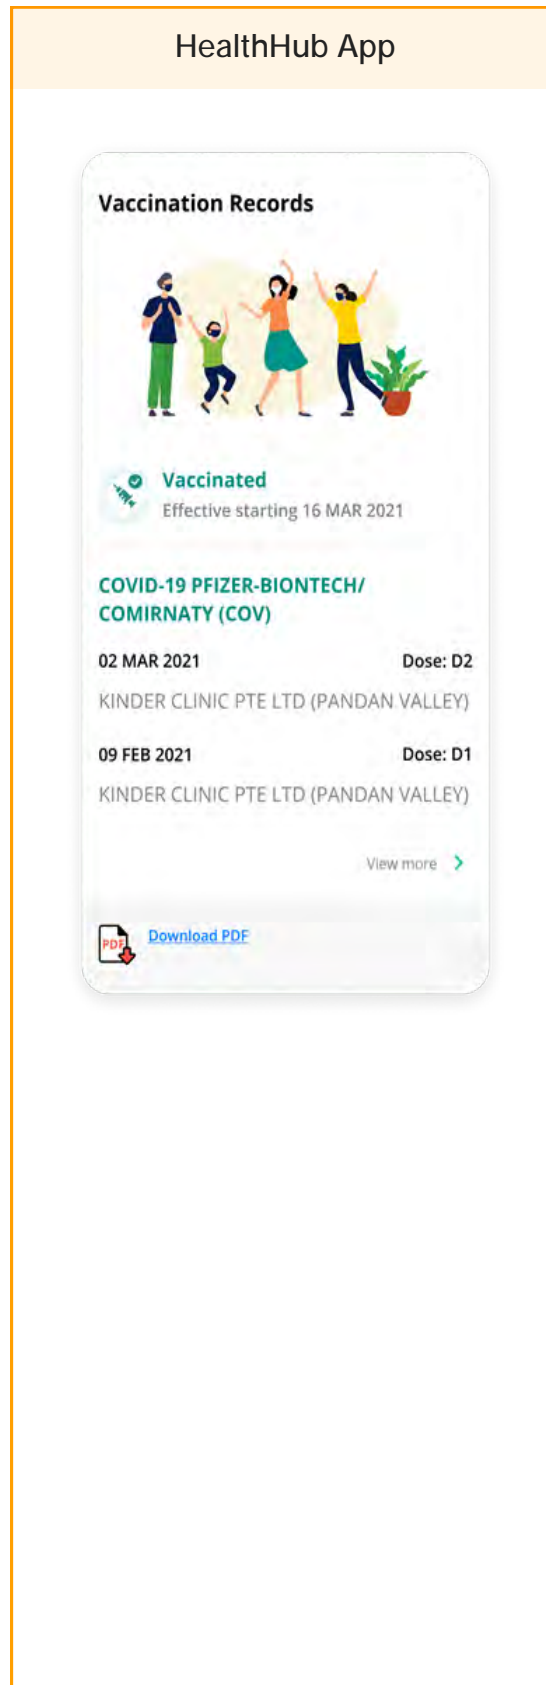 HealthHub App
Vaccination Records
Vaccinated
Effective starting 16 MAR 2021
COVID-19 PFIZER-BIONTECH/
COMIRNATY (COV)
02 MAR 2021 Dose: D2
KINDER CLINIC PTE LTD (PANDAN VALLEY)
09 FEB 2021 Dose: D1
KINDER CLINIC PTE LTD (PANDAN VALLEY)
View more
PDF Download PDF